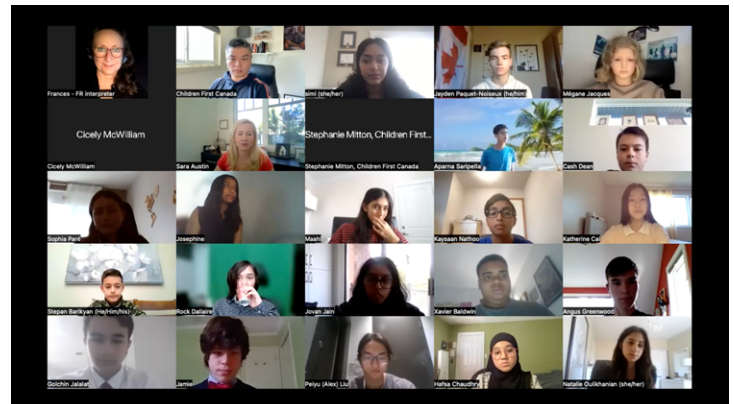 Frances - FR Interpreter
Children First Canada
simi (she/her)
Jayden Paquet-Noiseux (he/him)
Mégane Jacques
Cicely McWilliam
Cicely McWilliam
Sara Austin
Stephanie Mitton, Children First...
Stephanie Mitton, Children First Canada
Aparna Saripella
Cash Dean
Sophia Paré
Josephine
Maahi
Kaysaan Nathoo
Katherine Cai
Stepan Barikyan (He/Him/his)
Rock Dallaire
Jovan Jain
Xavier Baldwin
Angus Greenwood
Golchin Jalalat
Jamie
Peiyu (Alex) Liu
Hafsa Chaudhry
Natalie Gulikhanian (she/her)